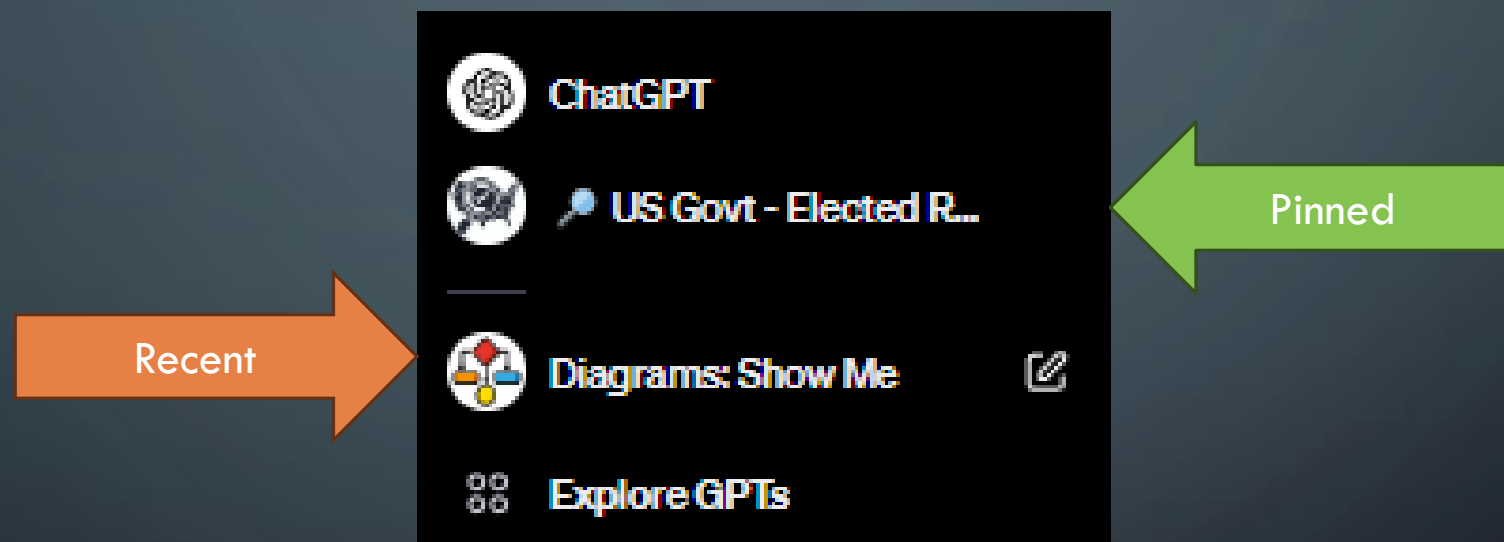 ChatGPT
🔎 US Govt - Elected R...
Pinned
Recent
Diagrams: Show Me
Explore GPTs